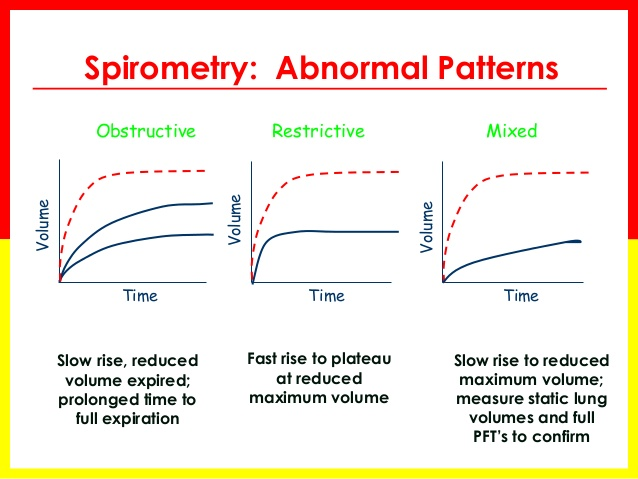 Spirometry: Abnormal Patterns
Obstructive
Restrictive
Mixed
Volume
Time
Volume
Time
Volume
Time
Slow rise, reduced
volume expired;
prolonged time to
full expiration
Fast rise to plateau
at reduced
maximum volume
Slow rise to reduced
maximum volume;
measure static lung
volumes and full
PFT's to confirm